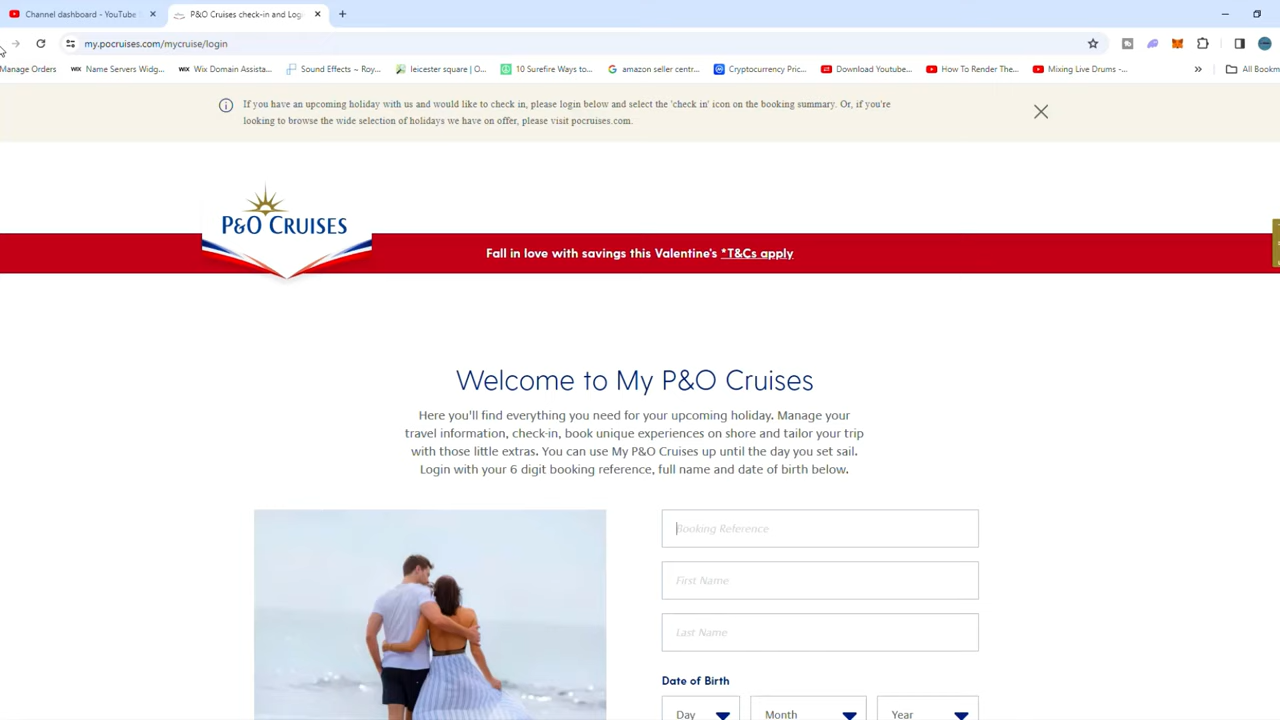 Channel dashboard - YouTube
P&O Cruises check-in and Log
my.pocruises.com/mycruise/login
Manage Orders
WIX Name Servers Widg...
WIX Domain Assista...
Sound Effects ~ Roy...
leicester square | O...
10 Surefire Ways to...
amazon seller centr...
Cryptocurrency Pric...
Download Youtube...
How To Render The...
Mixing Live Drums -...
»
All Bookm
If you have an upcoming holiday with us and would like to check in, please login below and select the 'check in' icon on the booking summary. Or, if you're
looking to browse the wide selection of holidays we have on offer, please visit pocruises.com.
P&O CRUISES
Fall in love with savings this Valentine's *T&Cs apply
Welcome to My P&O Cruises
Here you'll find everything you need for your upcoming holiday. Manage your
travel information, check-in, book unique experiences on shore and tailor your trip
with those little extras. You can use My P&O Cruises up until the day you set sail.
Login with your 6 digit booking reference, full name and date of birth below.
Booking Reference
First Name
Last Name
Date of Birth
Day
Month
Year